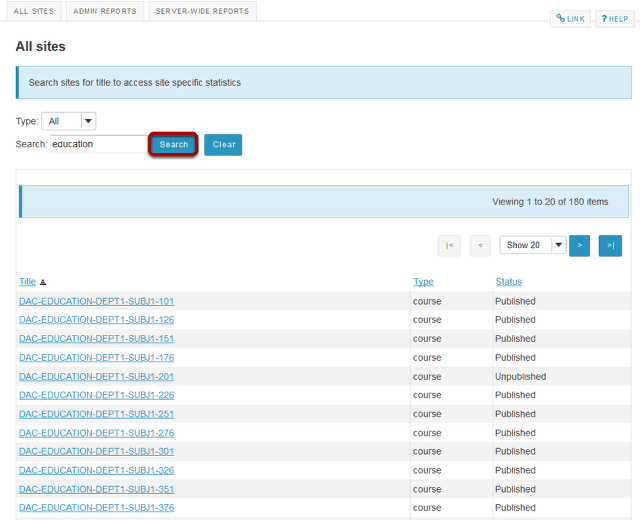 ALL SITES ADMIN REPORTS SERVER-WIDE REPORTS
LINK ? HELP
All sites
Search sites for title to access site specific statistics
Type: All
Search: education Search Clear
Viewing 1 to 20 of 180 items
|< < Show 20 > >|
Title Type Status
DAC-EDUCATION-DEPT1-SUBJ1-101 course Published
DAC-EDUCATION-DEPT1-SUBJ1-126 course Published
DAC-EDUCATION-DEPT1-SUBJ1-151 course Published
DAC-EDUCATION-DEPT1-SUBJ1-176 course Published
DAC-EDUCATION-DEPT1-SUBJ1-201 course Unpublished
DAC-EDUCATION-DEPT1-SUBJ1-226 course Published
DAC-EDUCATION-DEPT1-SUBJ1-251 course Published
DAC-EDUCATION-DEPT1-SUBJ1-276 course Published
DAC-EDUCATION-DEPT1-SUBJ1-301 course Published
DAC-EDUCATION-DEPT1-SUBJ1-326 course Published
DAC-EDUCATION-DEPT1-SUBJ1-351 course Published
DAC-EDUCATION-DEPT1-SUBJ1-376 course Published